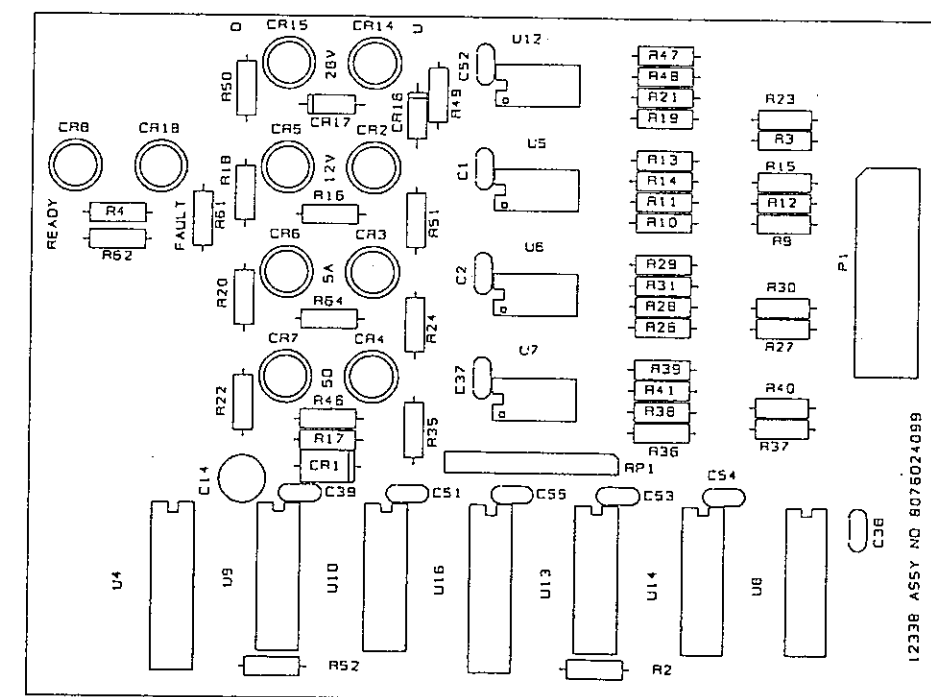 O
CR15
CR14
U
U12
R50
28V
C52
R47
R48
R21
R19
R23
R3
CR17
CR16
R49
CR8
CR18
CR5
CR2
U5
R18
12V
C1
R13
R14
R11
R10
R15
R12
R9
READY
R4
R62
FAULT
R61
R16
R51
CR6
CR3
U6
R20
5A
C2
R29
R31
R28
R26
R30
R27
P1
R64
R24
CR7
CR4
U7
R22
50
C37
R39
R41
R38
R36
R40
R37
R46
R17
CR1
R35
RP1
C14
C39
C51
C55
C53
C54
C38
U4
U9
U10
U16
U13
U14
U8
R52
R2
12338 ASSY NO 8076024099